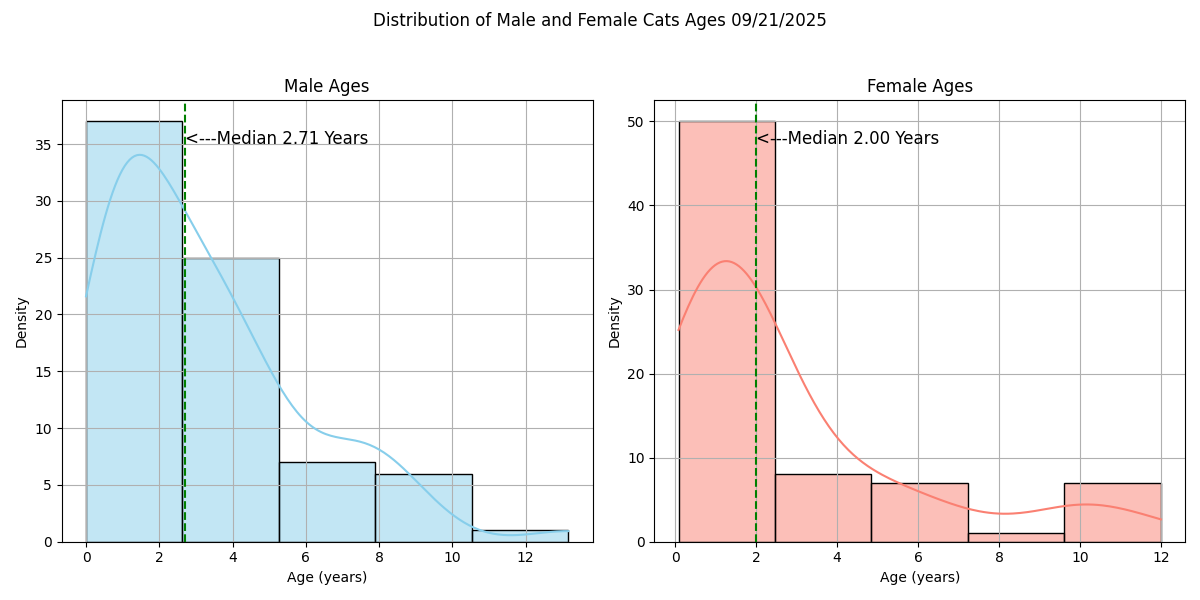 Distribution of Male and Female Cats Ages 09/21/2025
Male Ages
<---Median 2.71 Years
35
30
25
20
15
10
5
0
Density
0 2 4 6 8 10 12
Age (years)
Female Ages
<---Median 2.00 Years
50
40
30
20
10
0
Density
0 2 4 6 8 10 12
Age (years)